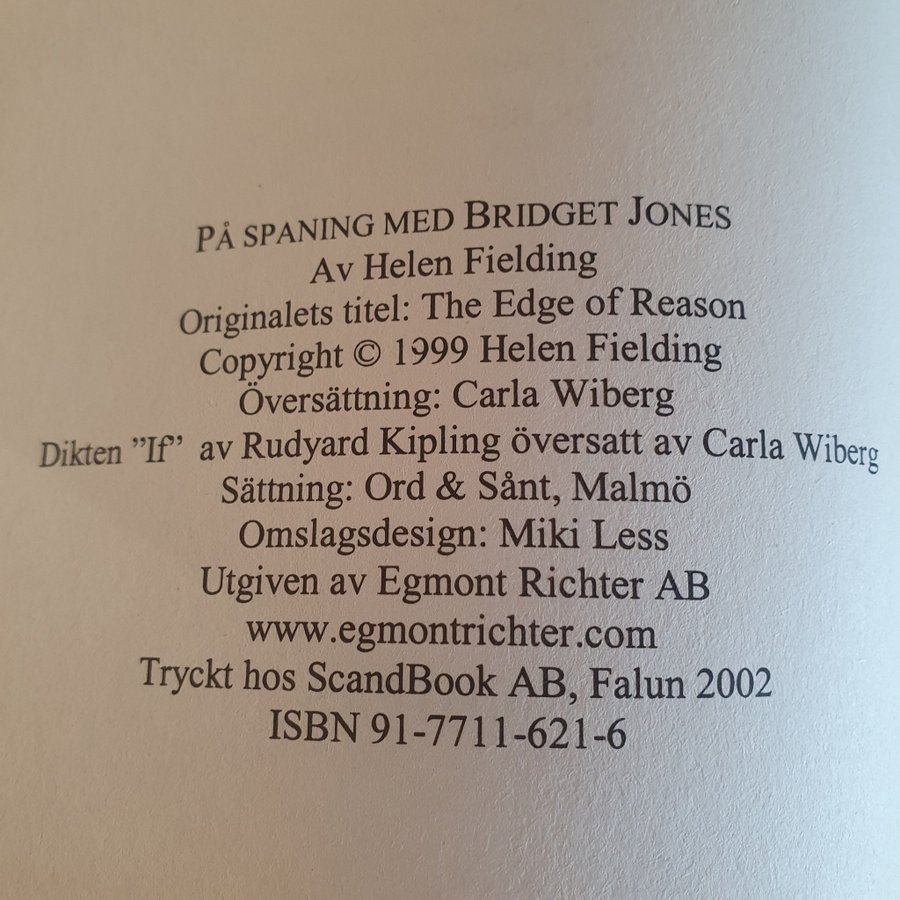 PÅ SPANING MED BRIDGET JONES
Av Helen Fielding
Originalets titel: The Edge of Reason
Copyright © 1999 Helen Fielding
Översättning: Carla Wiberg
Dikten ”If” av Rudyard Kipling översatt av Carla Wiberg
Sättning: Ord & Sånt, Malmö
Omslagsdesign: Miki Less
Utgiven av Egmont Richter AB
www.egmontrichter.com
Tryckt hos ScandBook AB, Falun 2002
ISBN 91-7711-621-6